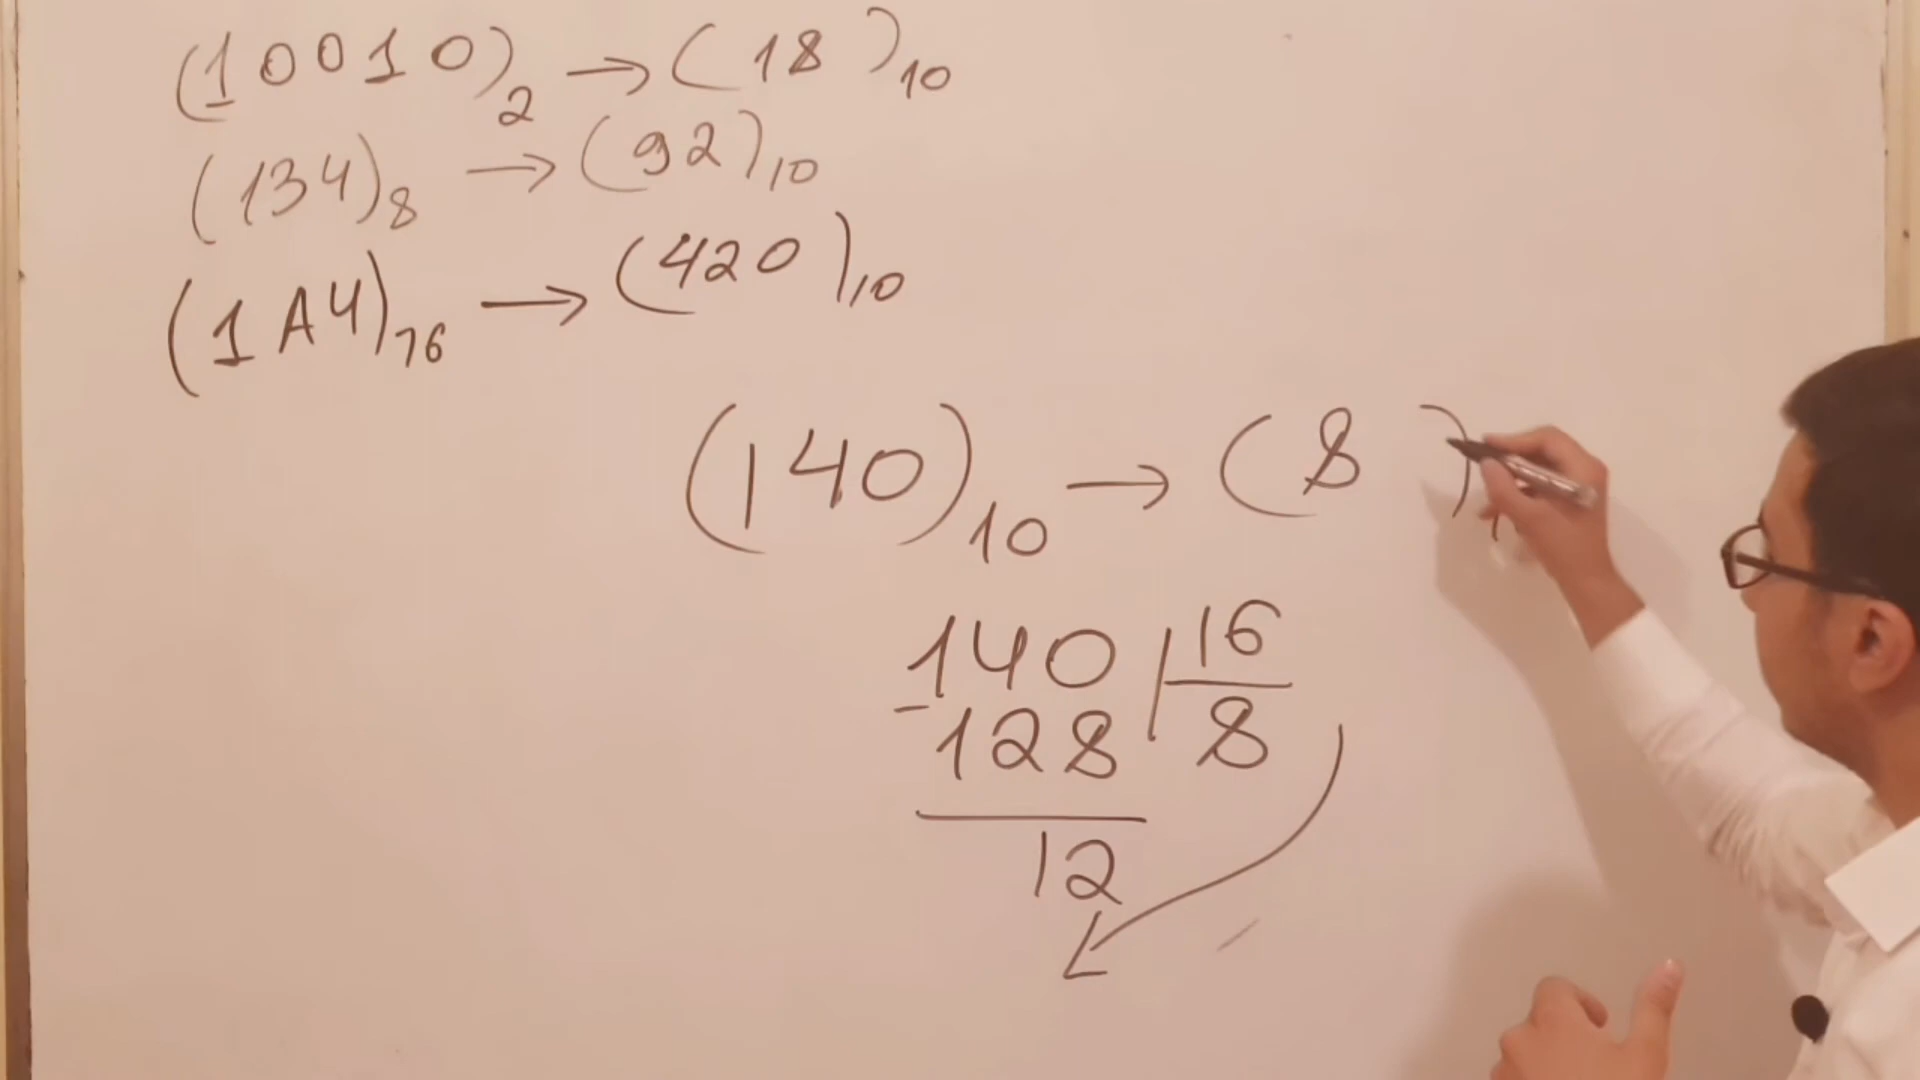 (10010)₂ → (18)₁₀
(134)₈ → (92)₁₀
(1A4)₁₆ → (420)₁₀
(140)₁₀ → (8 )₁
140 | 16
-128 8
12